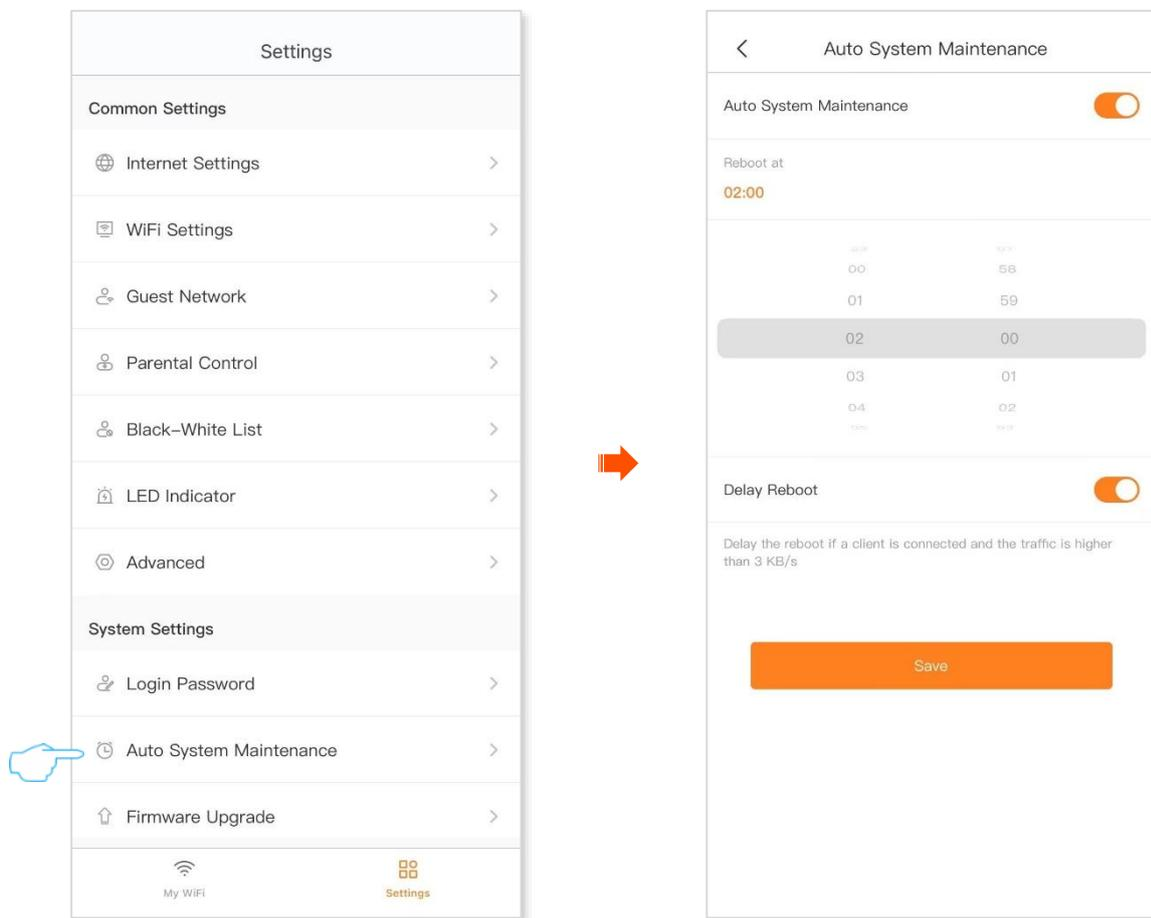 Settings
Common Settings
Internet Settings
WiFi Settings
Guest Network
Parental Control
Black-White List
LED Indicator
Advanced
System Settings
Login Password
Auto System Maintenance
Firmware Upgrade
My WiFi
Settings
Auto System Maintenance
Auto System Maintenance
Reboot at
02:00
00 58
01 59
02 00
03 01
04 02
Delay Reboot
Delay the reboot if a client is connected and the traffic is higher
than 3 KB/s
Save